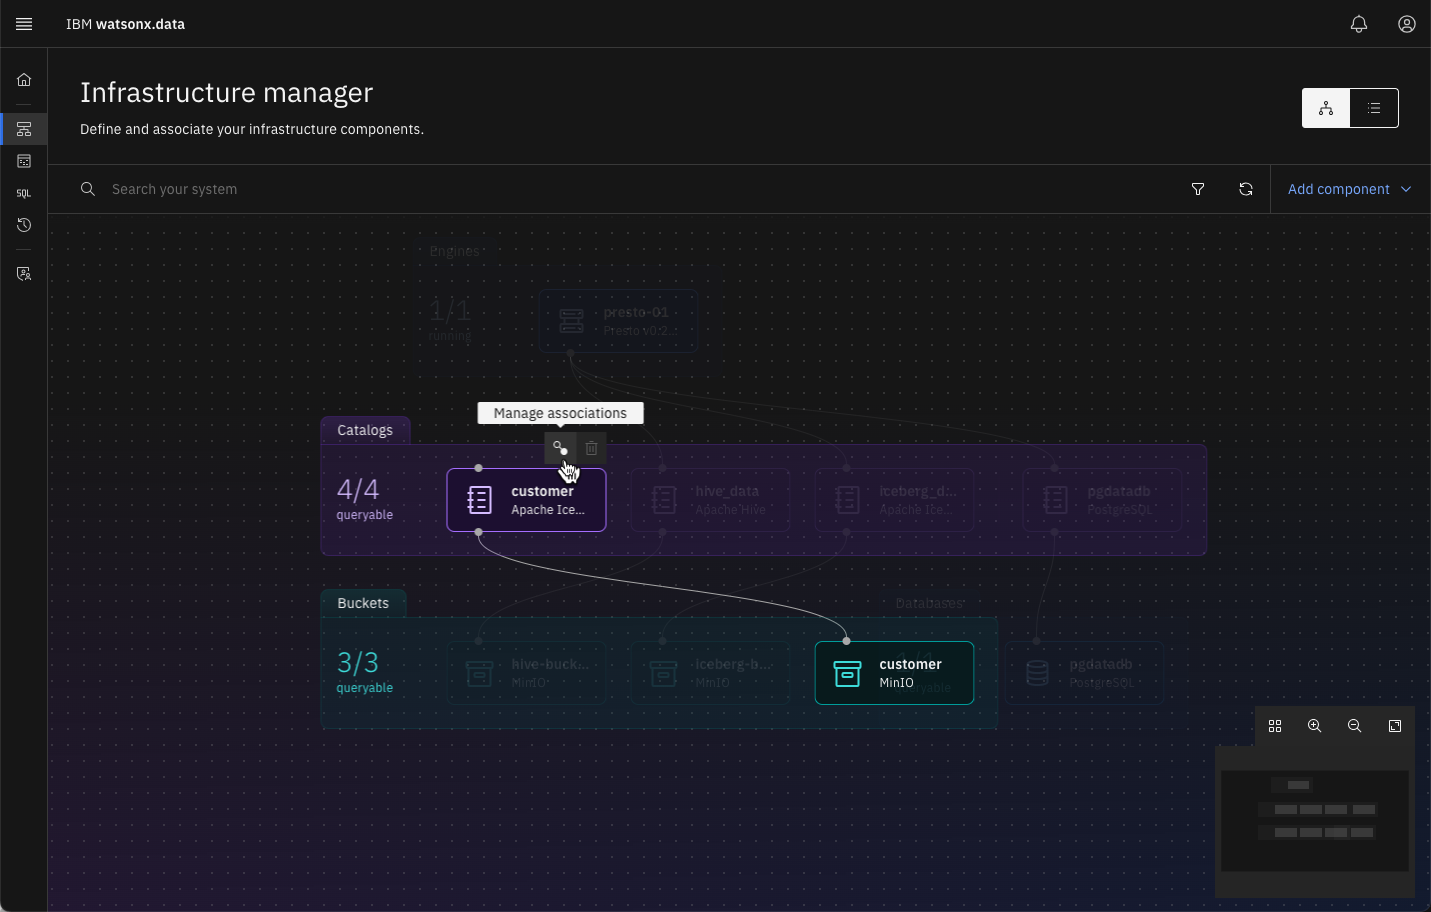 IBM watsonx.data
Infrastructure manager
Define and associate your infrastructure components.
SQL
Search your system
Add component
Engines
1/1
running
presto-01
Presto v0.2...
Manage associations
Catalogs
4/4
queryable
customer
Apache Ice...
hive_data
Apache Hive
iceberg_d...
Apache Ice...
pgdatadb
PostgreSQL
Buckets
3/3
queryable
hive-buck...
MinIO
iceberg-b...
MinIO
customer
MinIO
Databases
queryable
pgdatadb
PostgreSQL